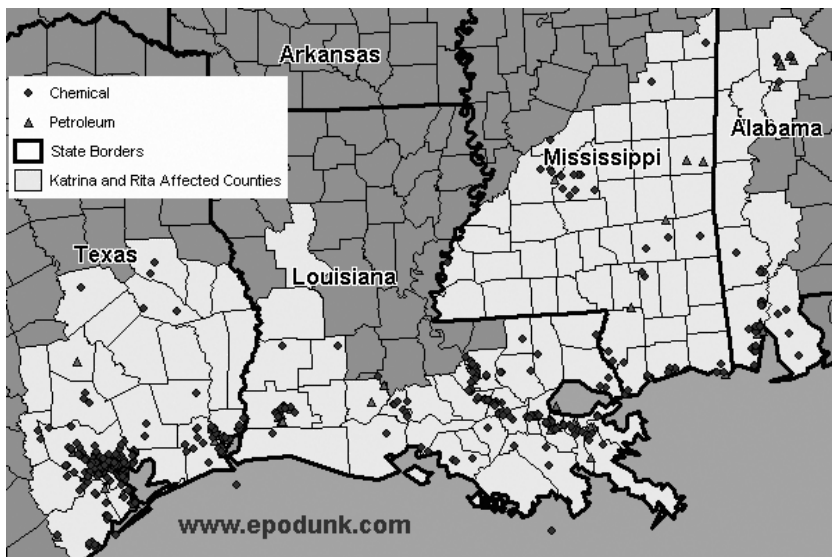 Arkansas
Chemical
Petroleum
State Borders
Katrina and Rita Affected Counties
Alabama
Mississippi
Texas
Louisiana
www.epodunk.com